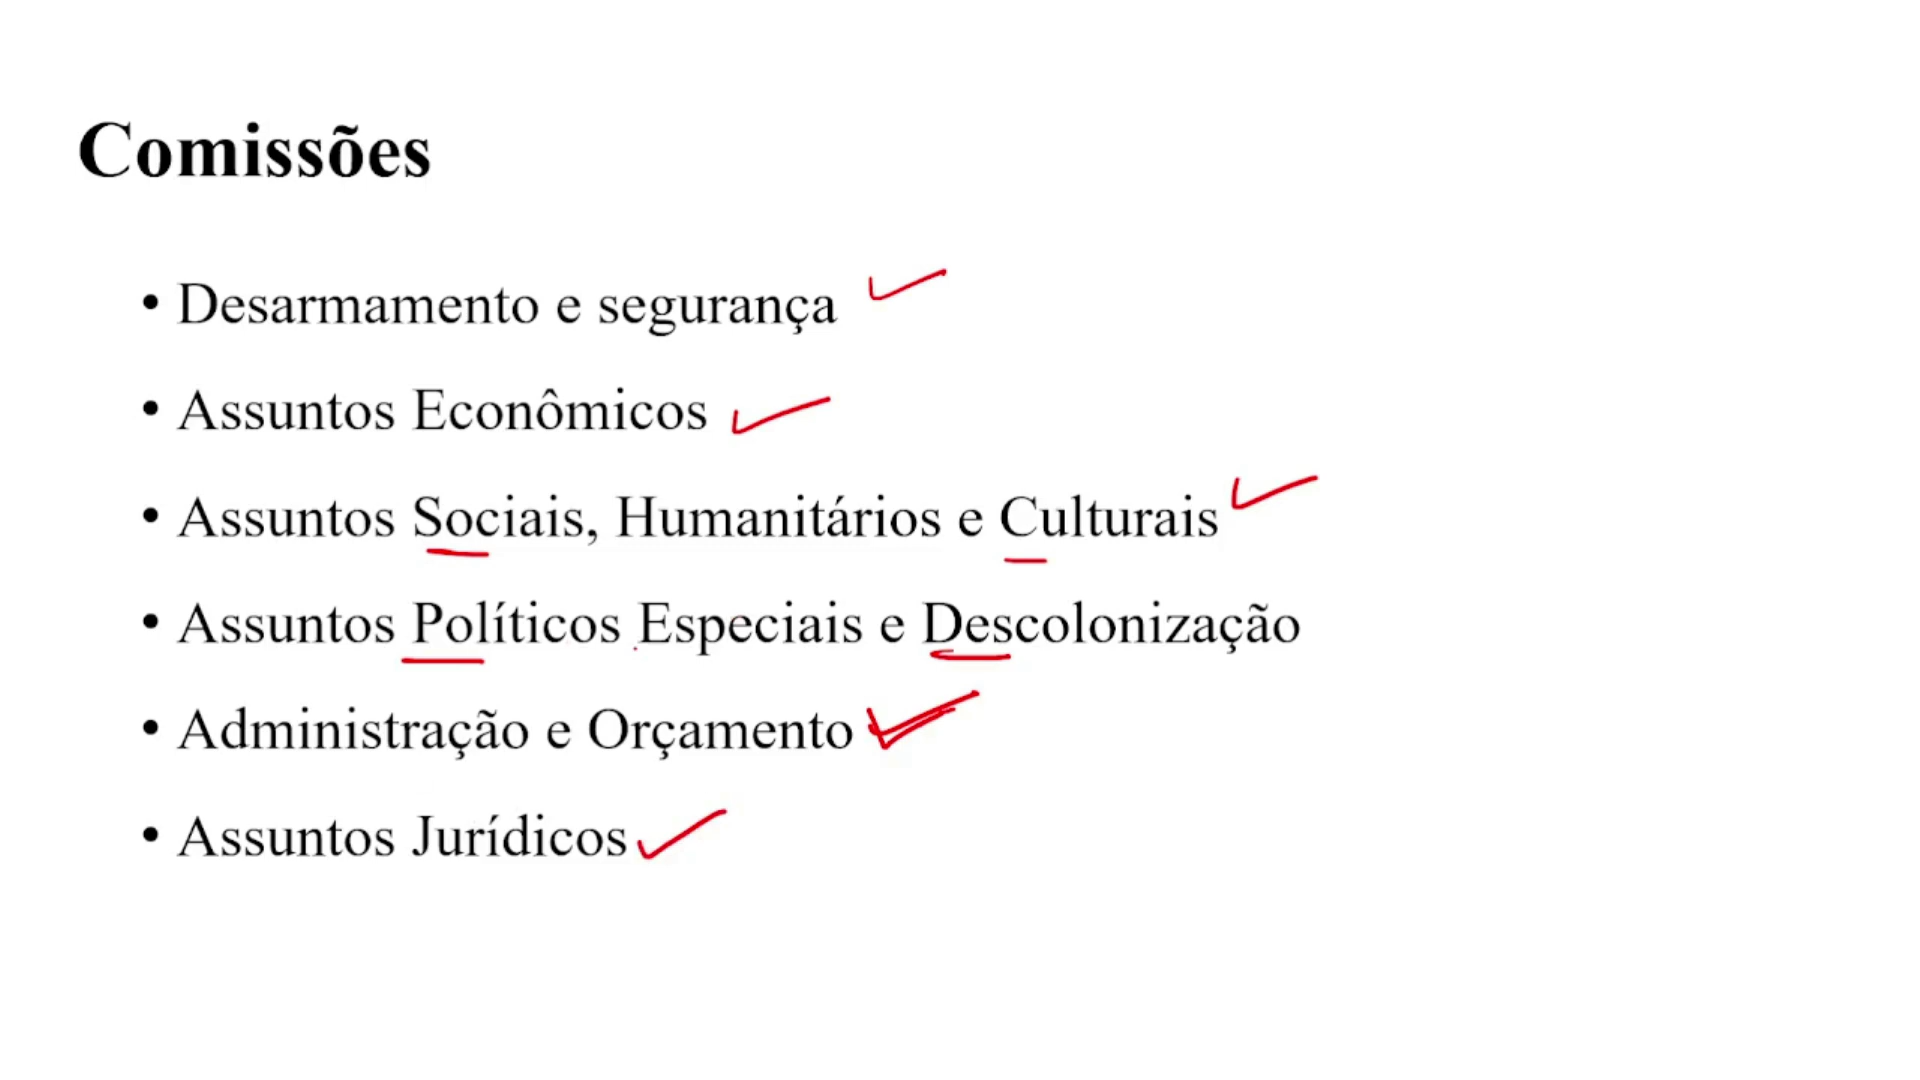 Comissões
• Desarmamento e segurança
• Assuntos Econômicos
• Assuntos Sociais, Humanitários e Culturais
• Assuntos Políticos Especiais e Descolonização
• Administração e Orçamento
• Assuntos Jurídicos